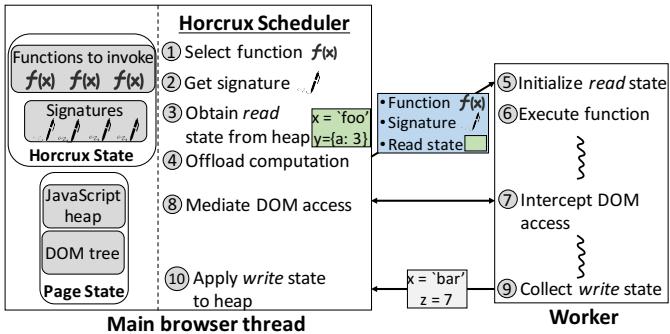 Horcrux Scheduler
Functions to invoke
f(x) f(x) f(x)
Signatures
Horcrux State
JavaScript
heap
DOM tree
Page State
1 Select function f(x)
2 Get signature
3 Obtain read
state from heap
x = `foo'
y={a: 3}
4 Offload computation
8 Mediate DOM access
10 Apply write state
to heap
Main browser thread
• Function f(x)
• Signature
• Read state
x = `bar'
z = 7
5 Initialize read state
6 Execute function
7 Intercept DOM
access
9 Collect write state
Worker